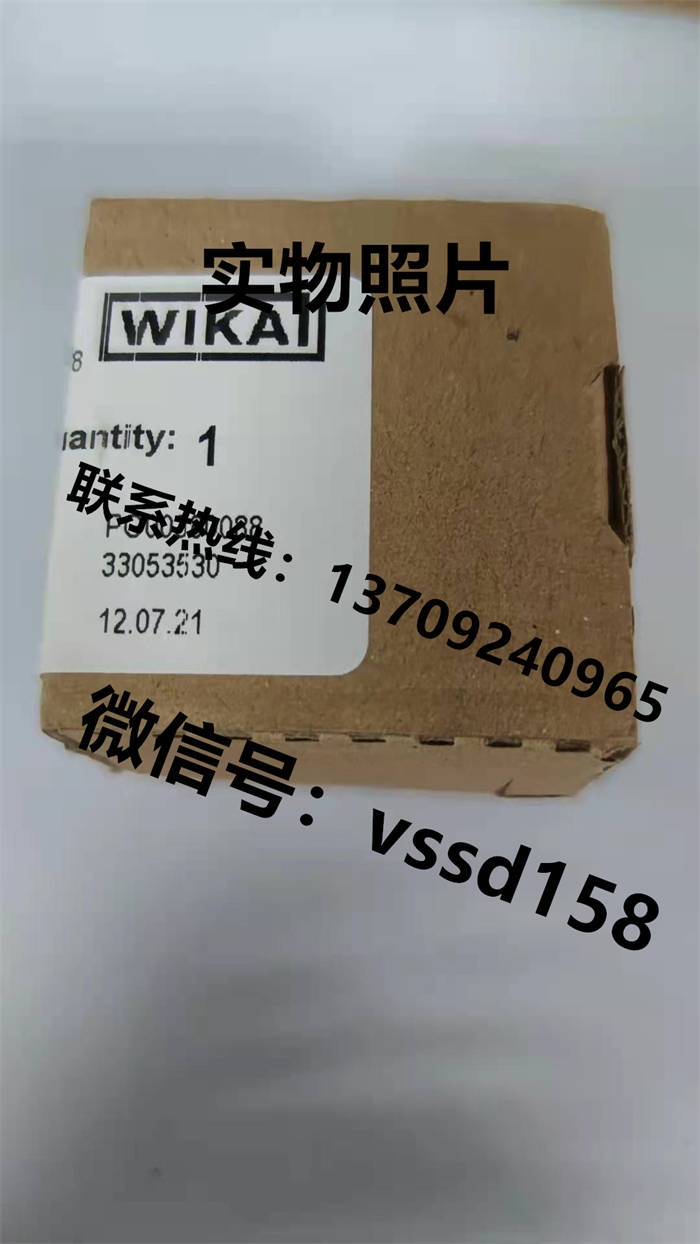 实物照片
WIKA
8
uantity: 1
联系热线：13709240965
33053530
12.07.21
微信号：vssd158